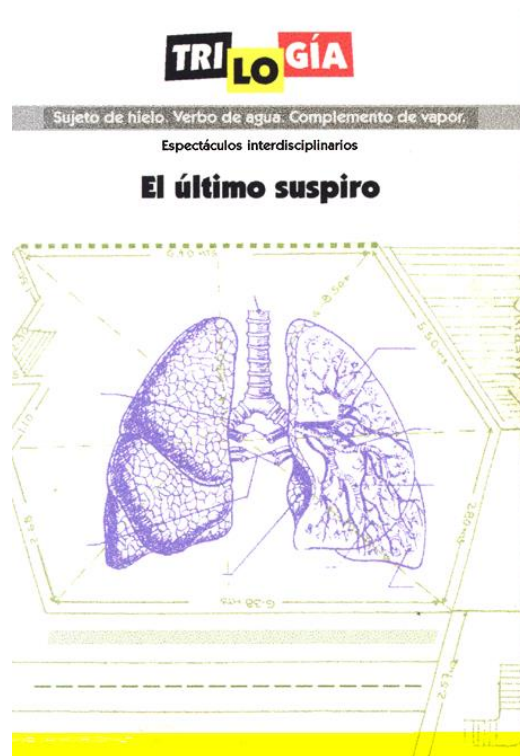 TRILOGÍA
Sujeto de hielo. Verbo de agua. Complemento de vapor.
Espectáculos interdisciplinarios
El último suspiro